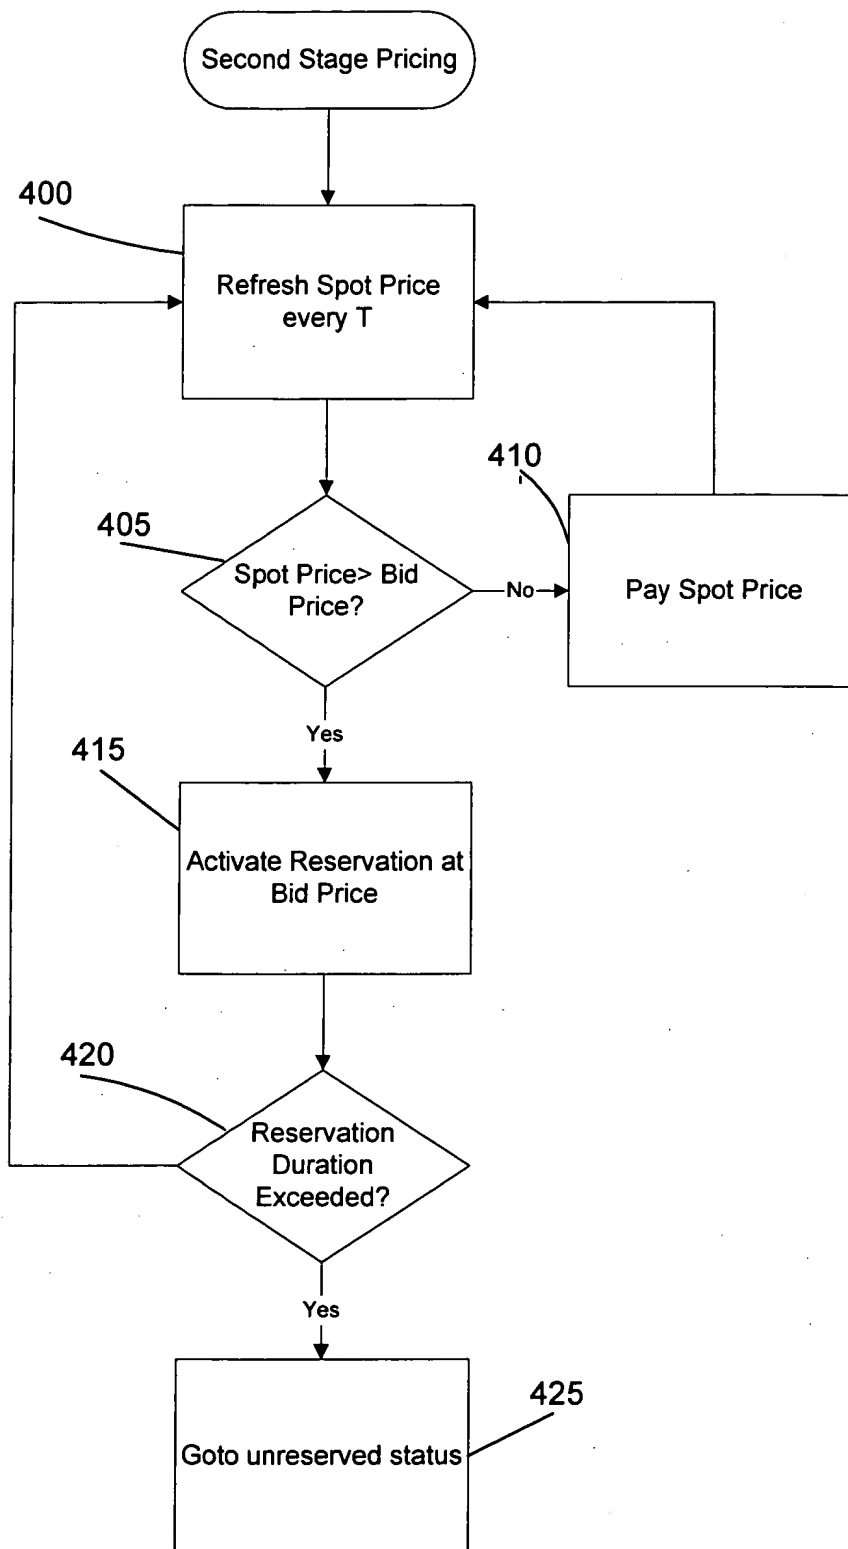 Second Stage Pricing
400
Refresh Spot Price
every T
410
405
Spot Price> Bid
Price?
No
Pay Spot Price
Yes
415
Activate Reservation at
Bid Price
420
Reservation
Duration
Exceeded?
Yes
425
Goto unreserved status